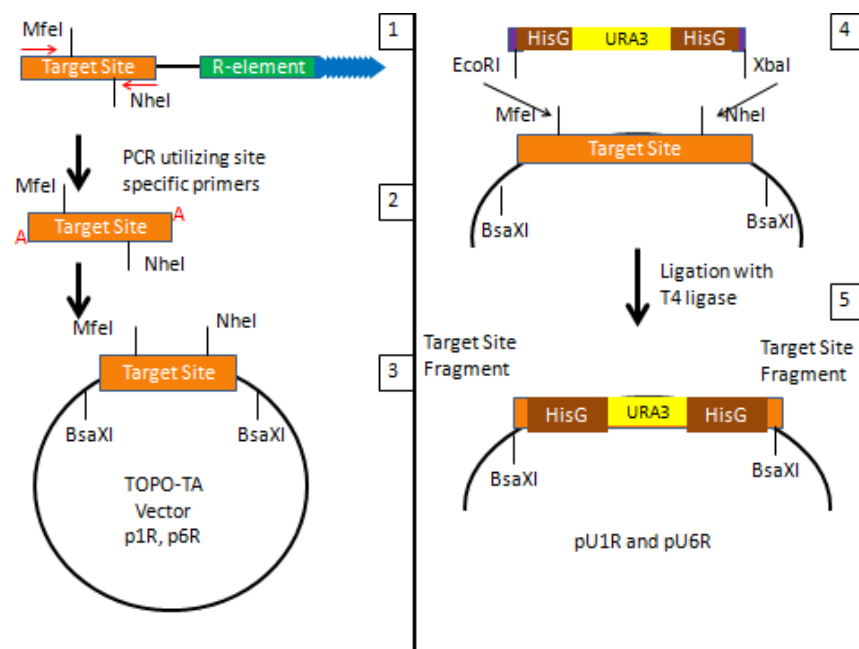 1
MfeI
Target Site
R-element
NheI
PCR utilizing site
specific primers
2
MfeI
A
Target Site
A
NheI
3
MfeI
NheI
Target Site
BsaXI
BsaXI
TOPO-TA
Vector
p1R, p6R
4
HisG
URA3
HisG
EcoRI
XbaI
MfeI
NheI
Target Site
BsaXI
BsaXI
Ligation with
T4 ligase
5
Target Site
Fragment
Target Site
Fragment
HisG
URA3
HisG
BsaXI
BsaXI
pU1R and pU6R